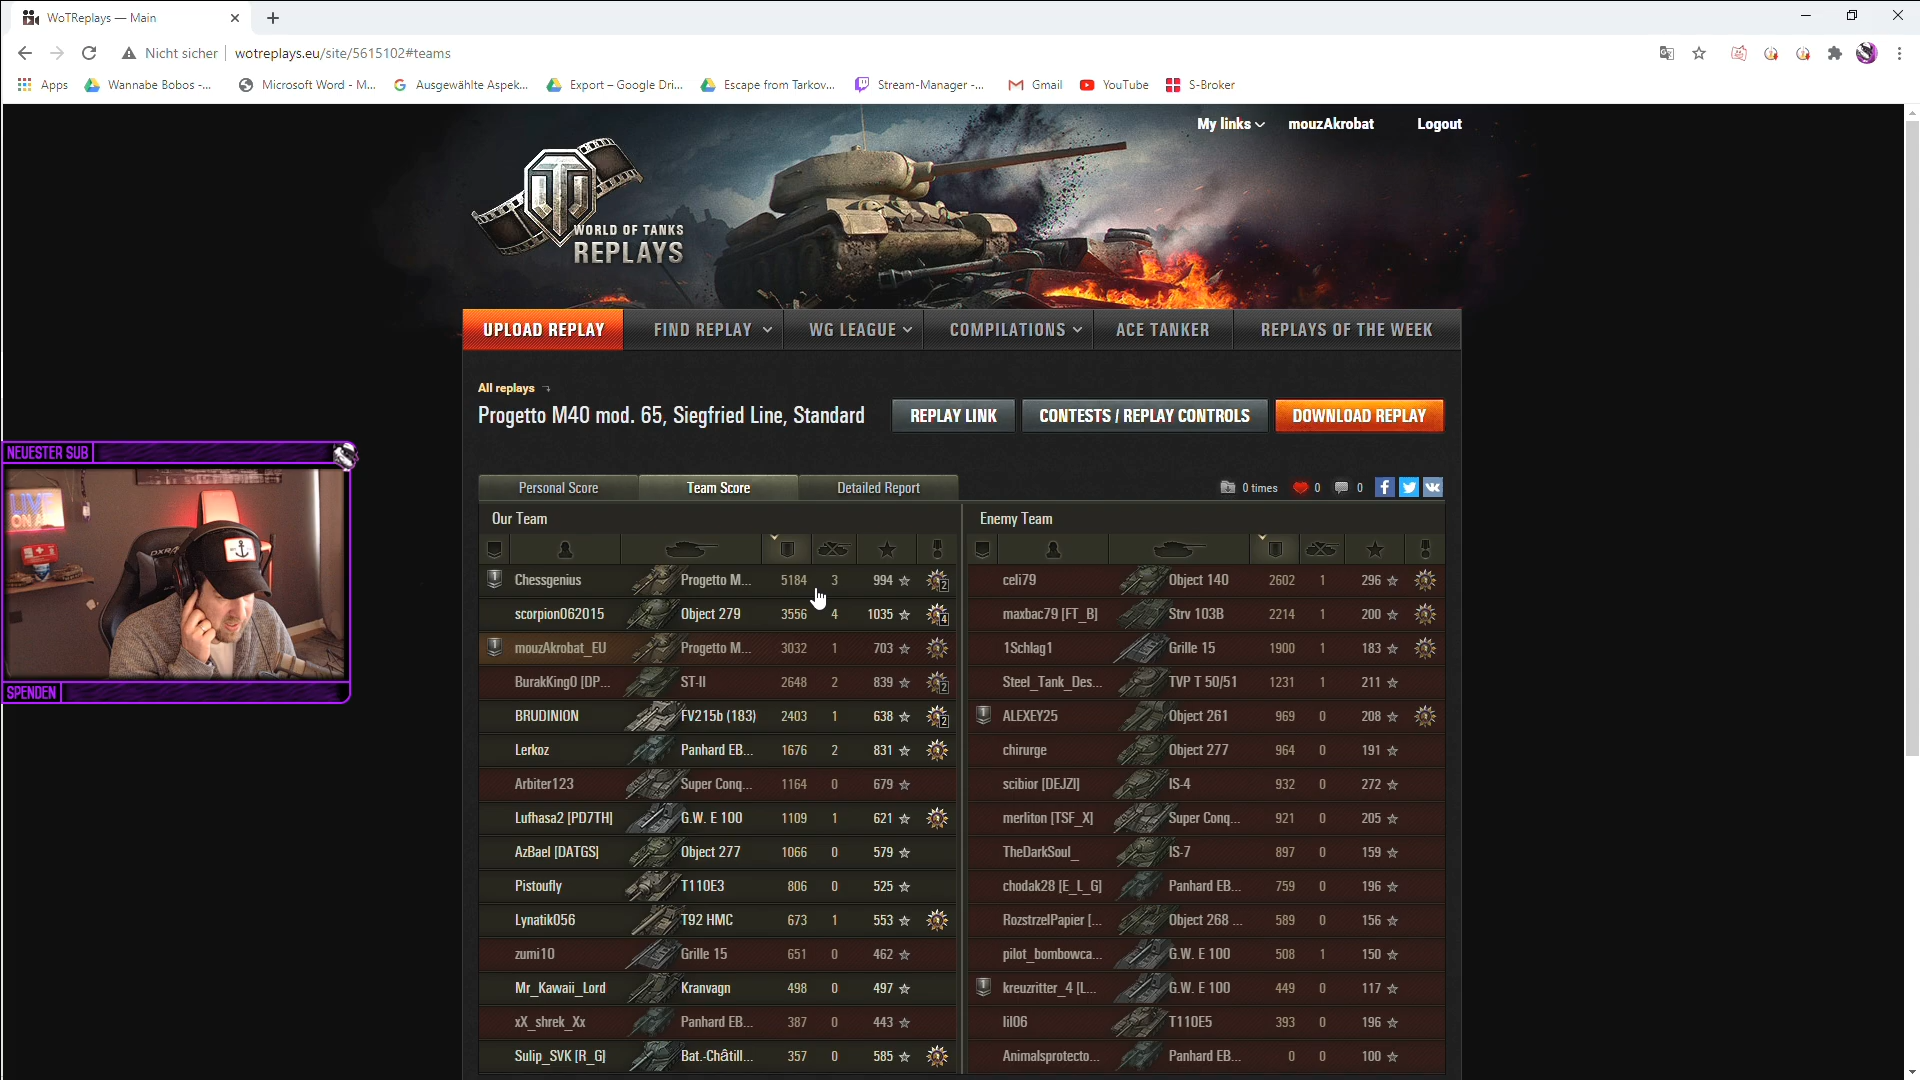 WoTReplays — Main
Nicht sicher
wotreplays.eu/site/5615102#teams
Apps
Wannabe Bobos -...
Microsoft Word - M...
Ausgewählte Aspek...
Export – Google Dri...
Escape from Tarkov...
Stream-Manager -...
Gmail
YouTube
S-Broker
My links
mouzAkrobat
Logout
WORLD OF TANKS
REPLAYS
UPLOAD REPLAY
FIND REPLAY
WG LEAGUE
COMPILATIONS
ACE TANKER
REPLAYS OF THE WEEK
All replays
Progetto M40 mod. 65, Siegfried Line, Standard
REPLAY LINK
CONTESTS / REPLAY CONTROLS
DOWNLOAD REPLAY
NEUESTER SUB
LIVE
ON A
DXR
SPENDEN
Personal Score
Team Score
Detailed Report
0 times
0
0
Our Team
Enemy Team
Chessgenius Progetto M... 5184 3 994 2
celi79 Object 140 2602 1 296
scorpion062015 Object 279 3556 4 1035 4
maxbac79 [FT_B] Strv 103B 2214 1 200
mouzAkrobat_EU Progetto M... 3032 1 703
1Schlag1 Grille 15 1900 1 183
BurakKing0 [DP... ST-II 2648 2 839 2
Steel_Tank_Des... TVP T 50/51 1231 1 211
BRUDINION FV215b (183) 2403 1 638 2
ALEXEY25 Object 261 969 0 208
Lerkoz Panhard EB... 1676 2 831
chirurge Object 277 964 0 191
Arbiter123 Super Conq... 1164 0 679
scibior [DEJZI] IS-4 932 0 272
Lufhasa2 [PD7TH] G.W. E 100 1109 1 621
merliton [TSF_X] Super Conq... 921 0 205
AzBael [DATGS] Object 277 1066 0 579
TheDarkSoul_ IS-7 897 0 159
Pistoufly T110E3 806 0 525
chodak28 [E_L_G] Panhard EB... 759 0 196
Lynatik056 T92 HMC 673 1 553
RozstrzelPapier [... Object 268 ... 589 0 156
zumi10 Grille 15 651 0 462
pilot_bombowca... G.W. E 100 508 1 150
Mr_Kawaii_Lord Kranvagn 498 0 497
kreuzritter_4 [L... G.W. E 100 449 0 117
xX_shrek_Xx Panhard EB... 387 0 443
lil06 T110E5 393 0 196
Sulip_SVK [R_G] Bat.-Châtill... 357 0 585
Animalsprotecto... Panhard EB... 0 0 100